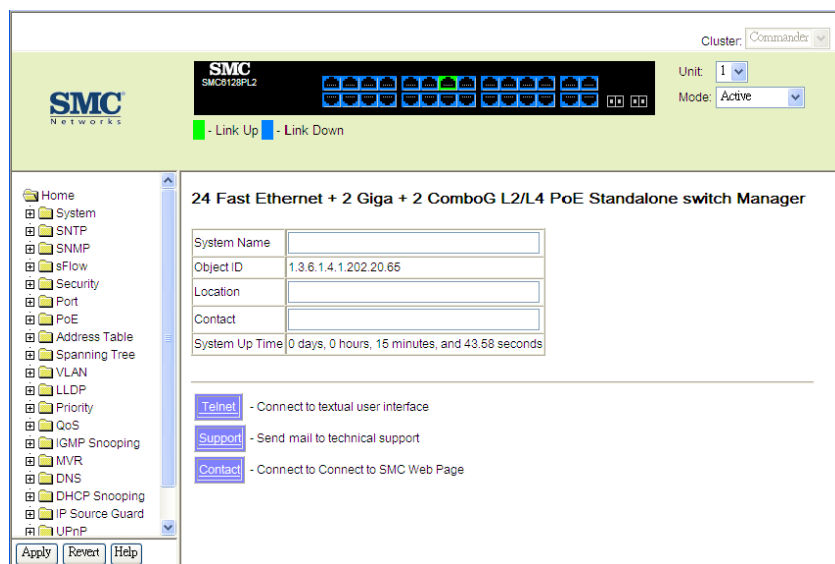 Cluster: Commander
SMC
SMC6128PL2
Unit: 1
Mode: Active
SMC
Networks
- Link Up - Link Down
Home
System
SNTP
SNMP
sFlow
Security
Port
PoE
Address Table
Spanning Tree
VLAN
LLDP
Priority
QoS
IGMP Snooping
MVR
DNS
DHCP Snooping
IP Source Guard
UPnP
Apply Revert Help
24 Fast Ethernet + 2 Giga + 2 ComboG L2/L4 PoE Standalone switch Manager
System Name
Object ID 1.3.6.1.4.1.202.20.65
Location
Contact
System Up Time 0 days, 0 hours, 15 minutes, and 43.58 seconds
Telnet - Connect to textual user interface
Support - Send mail to technical support
Contact - Connect to Connect to SMC Web Page